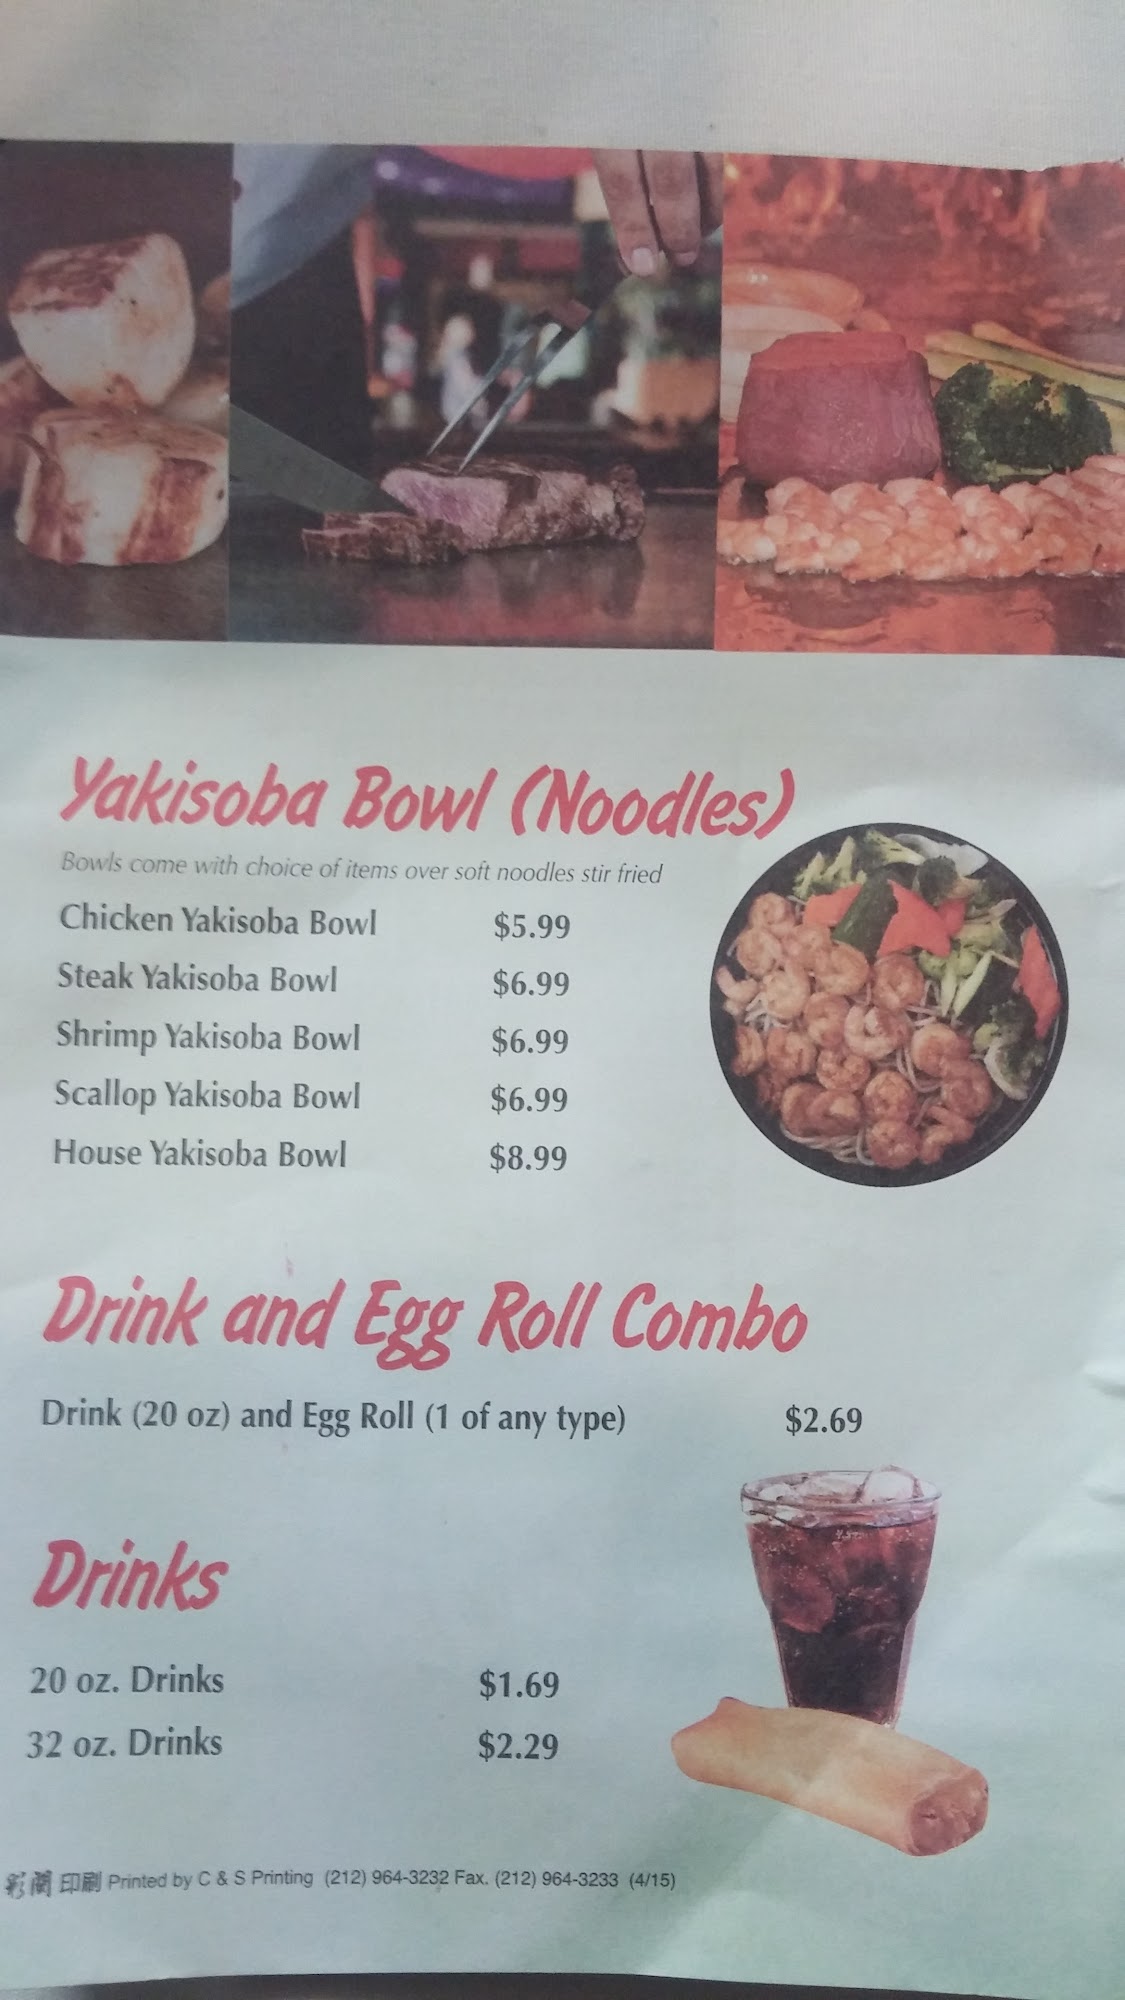 Yakisoba Bowl (Noodles)
Bowls come with choice of items over soft noodles stir fried
Chicken Yakisoba Bowl $5.99
Steak Yakisoba Bowl $6.99
Shrimp Yakisoba Bowl $6.99
Scallop Yakisoba Bowl $6.99
House Yakisoba Bowl $8.99
Drink and Egg Roll Combo
Drink (20 oz) and Egg Roll (1 of any type) $2.69
Drinks
20 oz. Drinks $1.69
32 oz. Drinks $2.29
彩蘭印刷 Printed by C & S Printing (212) 964-3232 Fax. (212) 964-3233 (4/15)